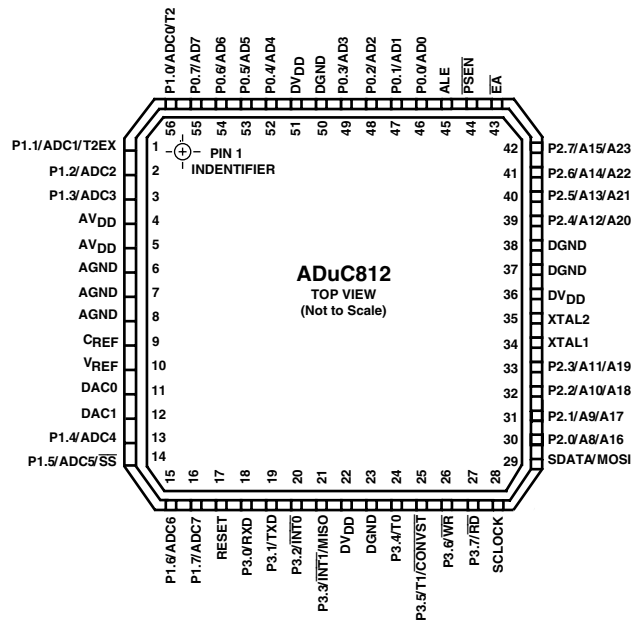 P1.0/ADC0/T2
P0.7/AD7
P0.6/AD6
P0.5/AD5
P0.4/AD4
DVDD
DGND
P0.3/AD3
P0.2/AD2
P0.1/AD1
P0.0/AD0
ALE
PSEN
EA
56 55 54 53 52 51 50 49 48 47 46 45 44 43
P1.1/ADC1/T2EX 1
P1.2/ADC2 2
P1.3/ADC3 3
AVDD 4
AVDD 5
AGND 6
AGND 7
AGND 8
CREF 9
VREF 10
DAC0 11
DAC1 12
P1.4/ADC4 13
P1.5/ADC5/SS 14
PIN 1
INDENTIFIER
ADuC812
TOP VIEW
(Not to Scale)
42 P2.7/A15/A23
41 P2.6/A14/A22
40 P2.5/A13/A21
39 P2.4/A12/A20
38 DGND
37 DGND
36 DVDD
35 XTAL2
34 XTAL1
33 P2.3/A11/A19
32 P2.2/A10/A18
31 P2.1/A9/A17
30 P2.0/A8/A16
29 SDATA/MOSI
15 16 17 18 19 20 21 22 23 24 25 26 27 28
P1.6/ADC6
P1.7/ADC7
RESET
P3.0/RXD
P3.1/TXD
P3.2/INT0
P3.3/INT1/MISO
DVDD
DGND
P3.4/T0
P3.5/T1/CONVST
P3.6/WR
P3.7/RD
SCLOCK